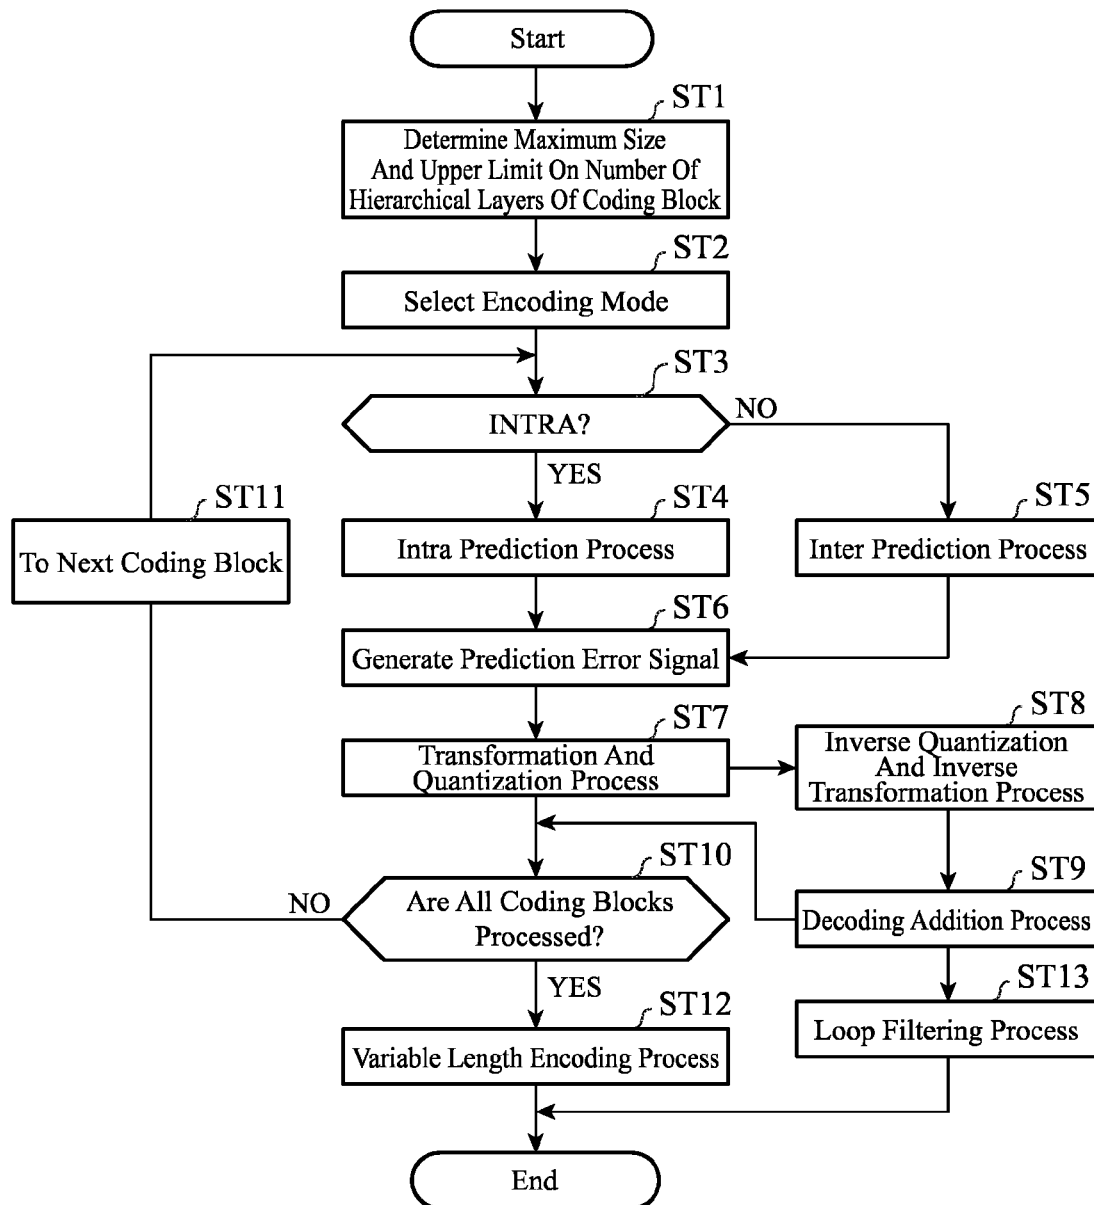 Start
ST1
Determine Maximum Size
And Upper Limit On Number Of
Hierarchical Layers Of Coding Block
ST2
Select Encoding Mode
ST3
INTRA?
NO
YES
ST11
To Next Coding Block
ST4
Intra Prediction Process
ST5
Inter Prediction Process
ST6
Generate Prediction Error Signal
ST7
Transformation And
Quantization Process
ST8
Inverse Quantization
And Inverse
Transformation Process
ST10
Are All Coding Blocks
Processed?
NO
YES
ST9
Decoding Addition Process
ST12
Variable Length Encoding Process
ST13
Loop Filtering Process
End